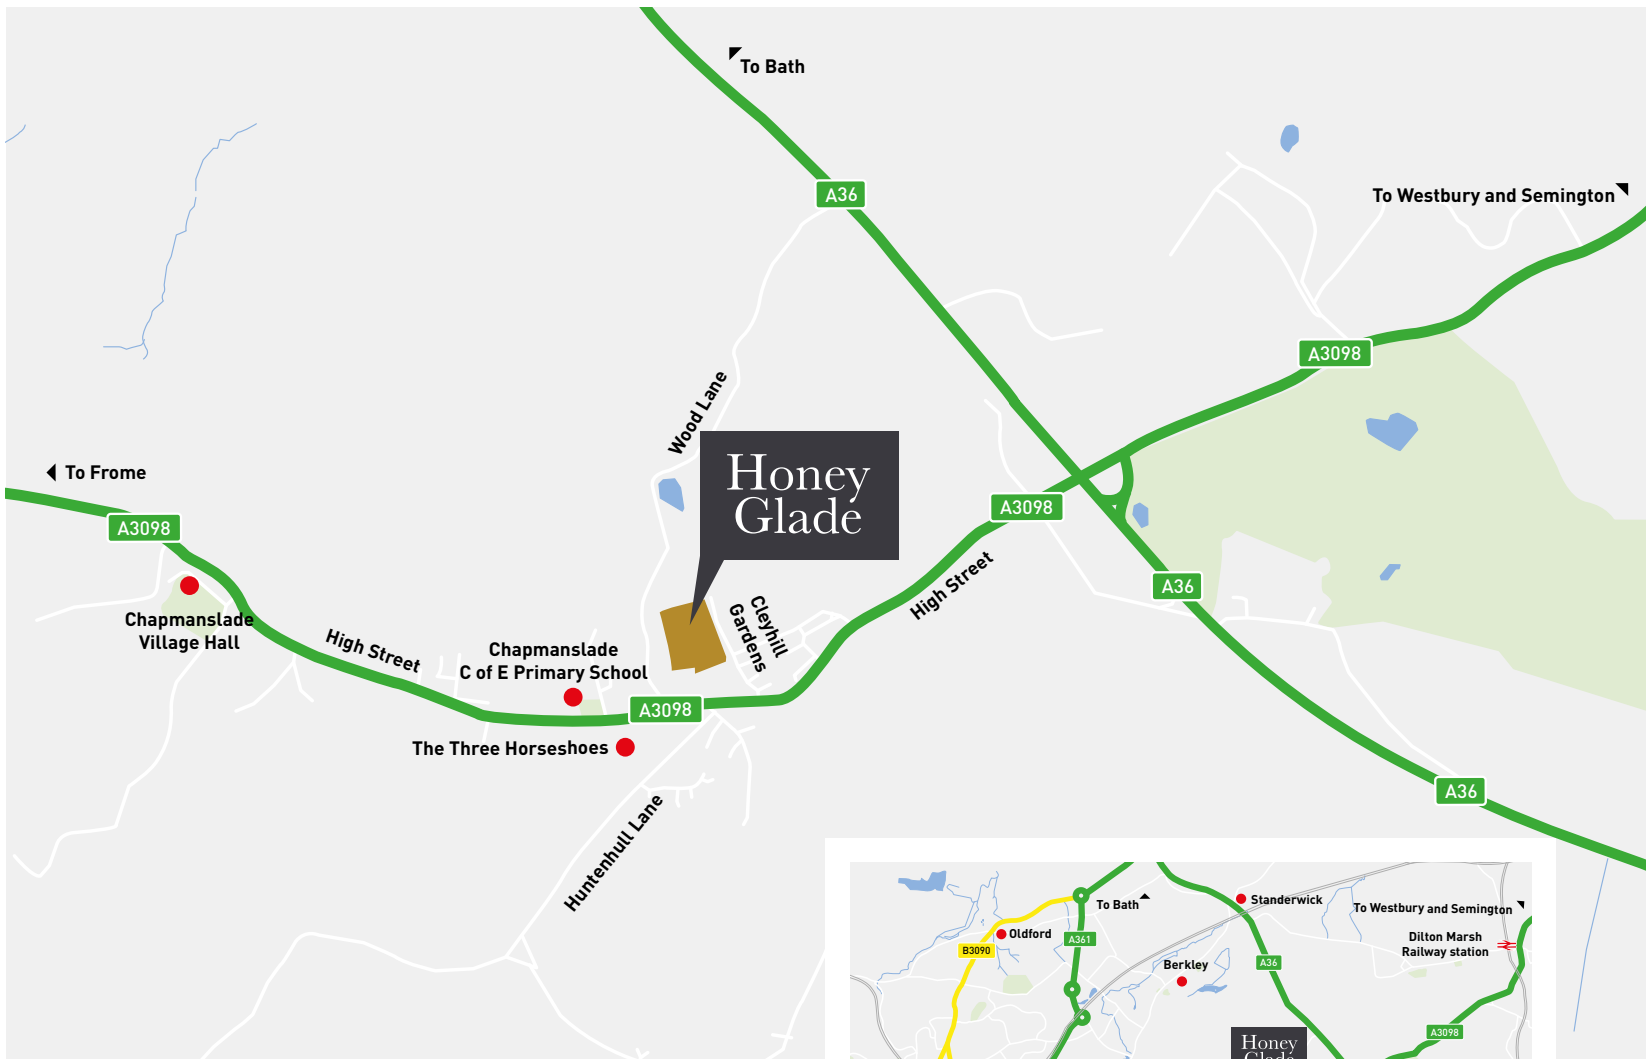 To Bath
A36
To Westbury and Semington
A3098
Wood Lane
To Frome
Honey
Glade
A3098
A3098
High Street
A36
Cleyhill
Gardens
Chapmanslade
Village Hall
High Street
Chapmanslade
C of E Primary School
A3098
The Three Horseshoes
Huntenhull Lane
A36
Standerwick
To Bath
To Westbury and Semington
Oldford
A361
B3090
Dilton Marsh
Railway station
Berkley
A36
A3098
Honey
Glade